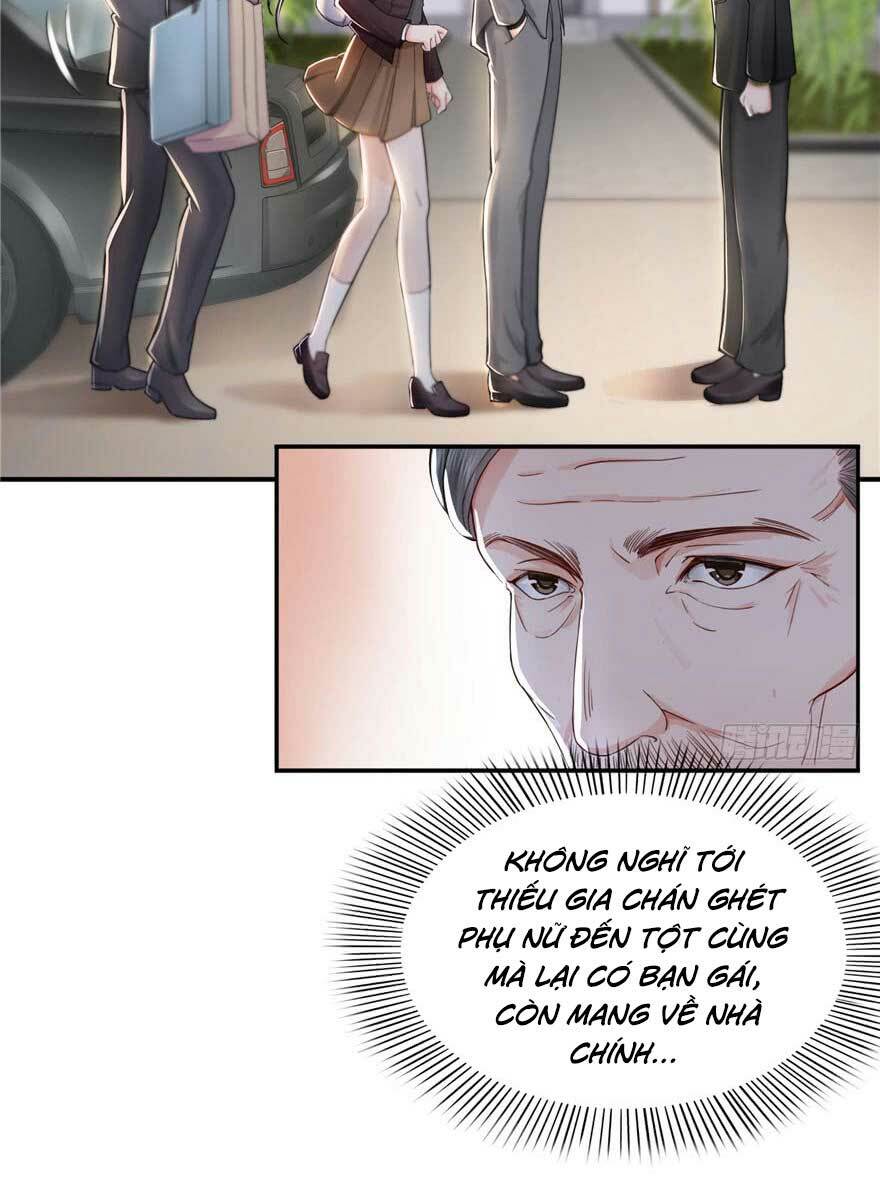 KHÔNG NGHĨ TỚI
THIẾU GIA CHÁN GHÉT
PHỤ NỮ ĐẾN TỘT CÙNG
MÀ LẠI CÓ BẠN GÁI,
CÒN MANG VỀ NHÀ
CHÍNH...